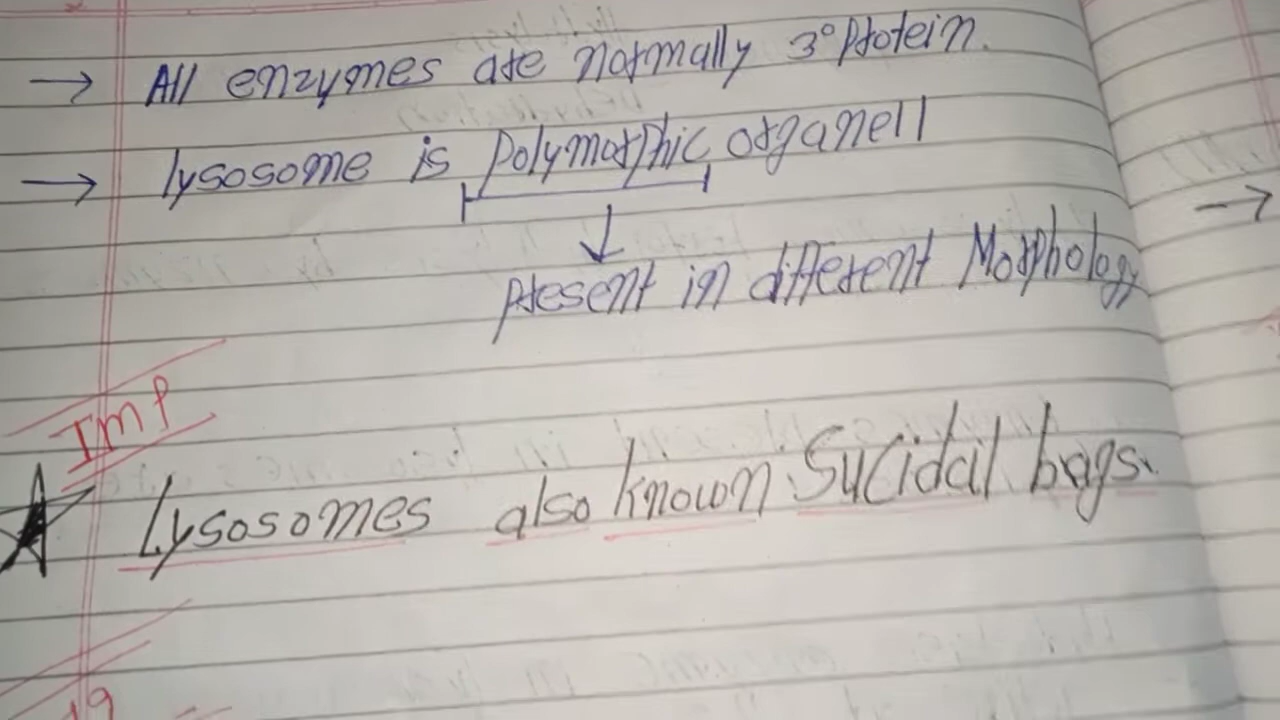 → All enzymes are normally 3° Protein.
→ lysosome is Polymorphic organell
↓
Present in different Morphology
Imp
★ Lysosomes also known Sucidal bags.
19
→